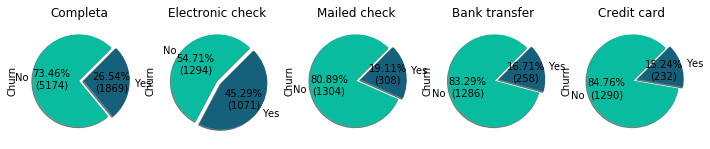 Completa
Churn
No
73.46%
(5174)
26.54%
(1869)
Yes
Electronic check
Churn
No
54.71%
(1294)
45.29%
(1071)
Yes
Mailed check
Churn
No
80.89%
(1304)
19.11%
(308)
Yes
Bank transfer
Churn
No
83.29%
(1286)
16.71%
(258)
Yes
Credit card
Churn
No
84.76%
(1290)
15.24%
(232)
Yes